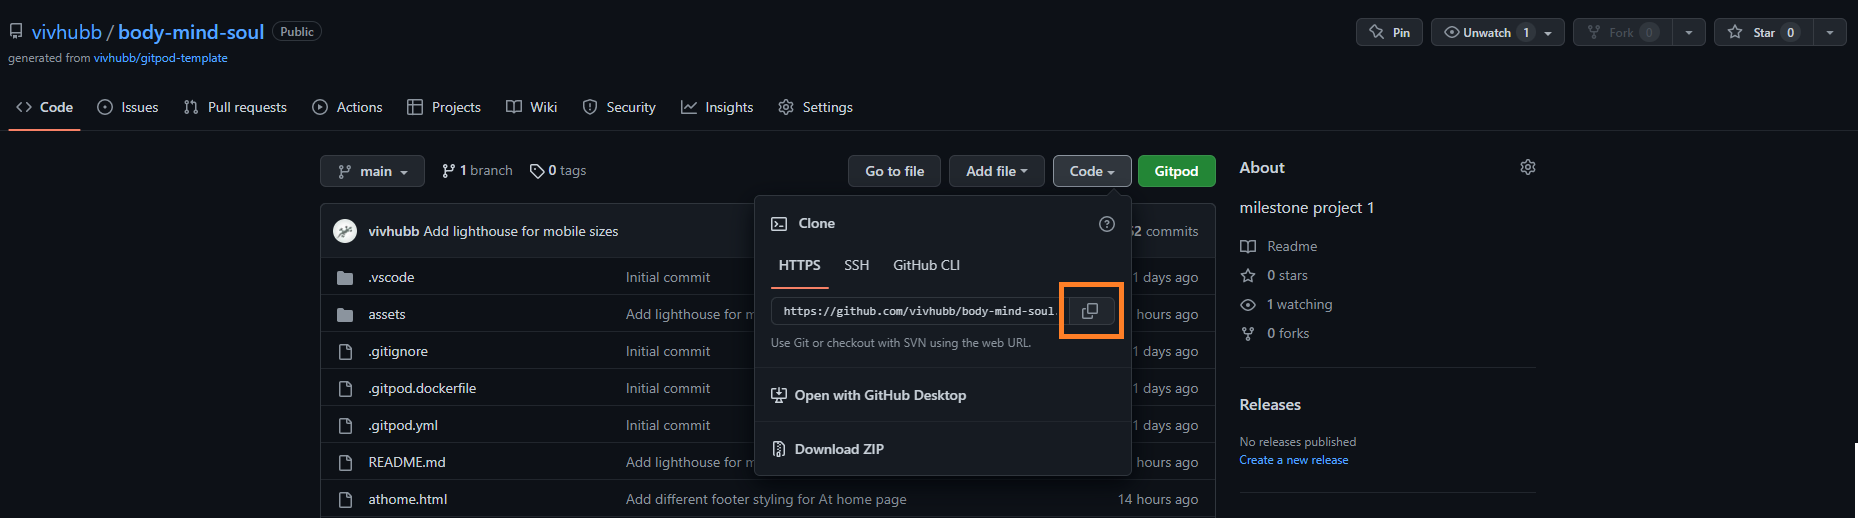 vivhubb / body-mind-soul Public
Pin Unwatch 1 Fork 0 Star 0
generated from vivhubb/gitpod-template
Code Issues Pull requests Actions Projects Wiki Security Insights Settings
main 1 branch 0 tags Go to file Add file Code Gitpod
vivhubb Add lighthouse for mobile sizes 2 commits
.vscode Initial commit 1 days ago
assets Add lighthouse for hours ago
.gitignore Initial commit 1 days ago
.gitpod.dockerfile Initial commit 1 days ago
.gitpod.yml Initial commit 1 days ago
README.md Add lighthouse for hours ago
athome.html Add different footer styling for At home page 14 hours ago
Clone
HTTPS SSH GitHub CLI
https://github.com/vivhubb/body-mind-soul.
Use Git or checkout with SVN using the web URL.
Open with GitHub Desktop
Download ZIP
About
milestone project 1
Readme
0 stars
1 watching
0 forks
Releases
No releases published
Create a new release